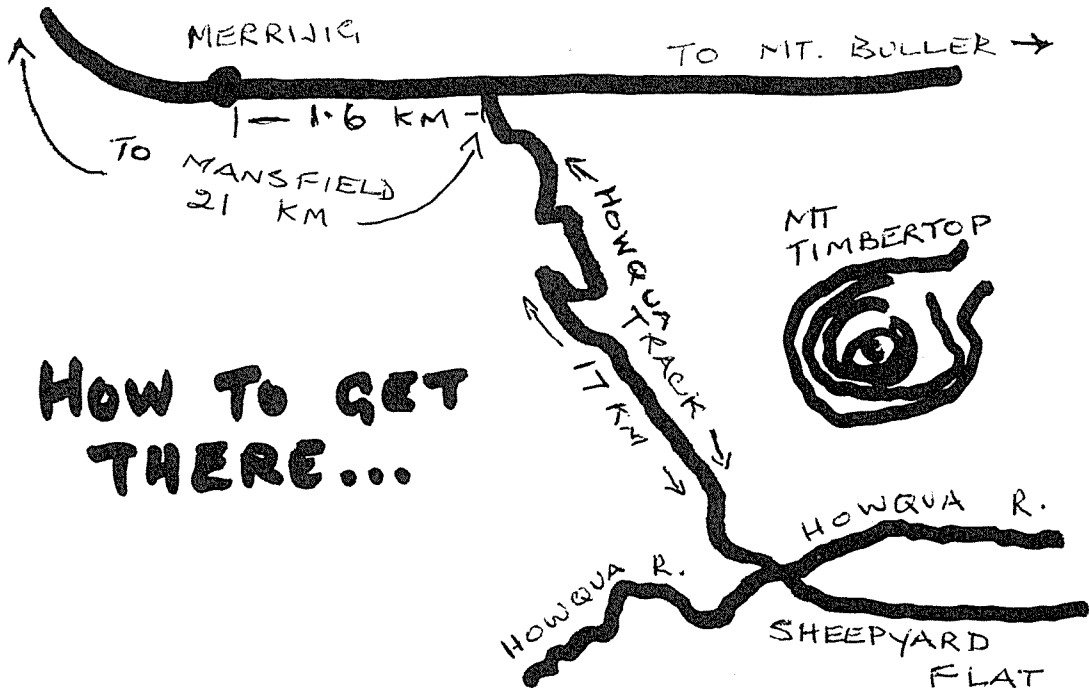 MERRIJIG
TO MT. BULLER
1.6 KM
TO MANSFIELD
21 KM
HOWQUA TRACK
17 KM
MT
TIMBERTOP
HOW TO GET
THERE...
HOWQUA R.
HOWQUA R.
SHEEPYARD
FLAT